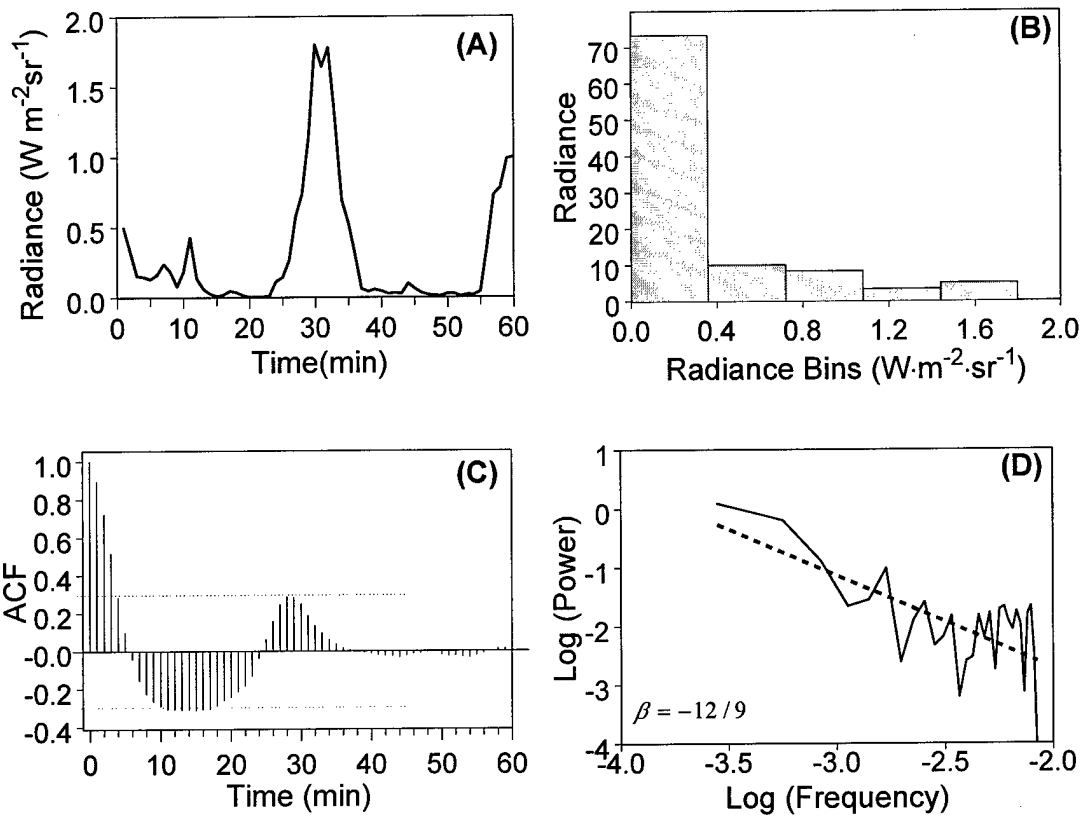 (A)
Radiance (W m-2sr-1)
2.0
1.5
1.0
0.5
0.0
0 10 20 30 40 50 60
Time(min)
(B)
Radiance
70
60
50
40
30
20
10
0
0.0 0.4 0.8 1.2 1.6 2.0
Radiance Bins (W·m-2·sr-1)
(C)
ACF
1.0
0.8
0.6
0.4
0.2
-0.0
-0.2
-0.4
0 10 20 30 40 50 60
Time (min)
(D)
Log (Power)
1
0
-1
-2
-3
-4
β = -12 / 9
-4.0 -3.5 -3.0 -2.5 -2.0
Log (Frequency)